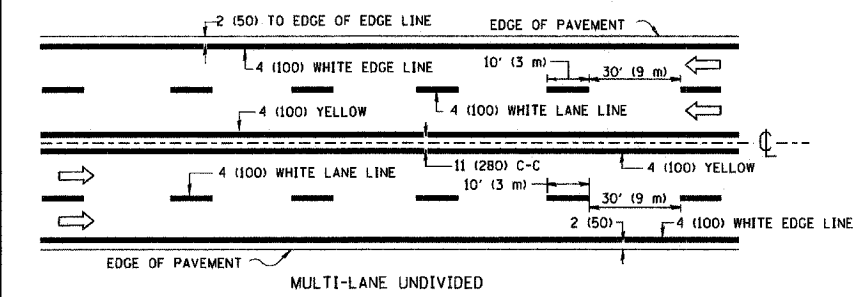 2 (50) TO EDGE OF EDGE LINE
EDGE OF PAVEMENT
4 (100) WHITE EDGE LINE
10' (3 m)
30' (9 m)
4 (100) YELLOW
4 (100) WHITE LANE LINE
℄
4 (100) WHITE LANE LINE
11 (280) C-C
4 (100) YELLOW
10' (3 m)
30' (9 m)
2 (50)
4 (100) WHITE EDGE LINE
EDGE OF PAVEMENT
MULTI-LANE UNDIVIDED